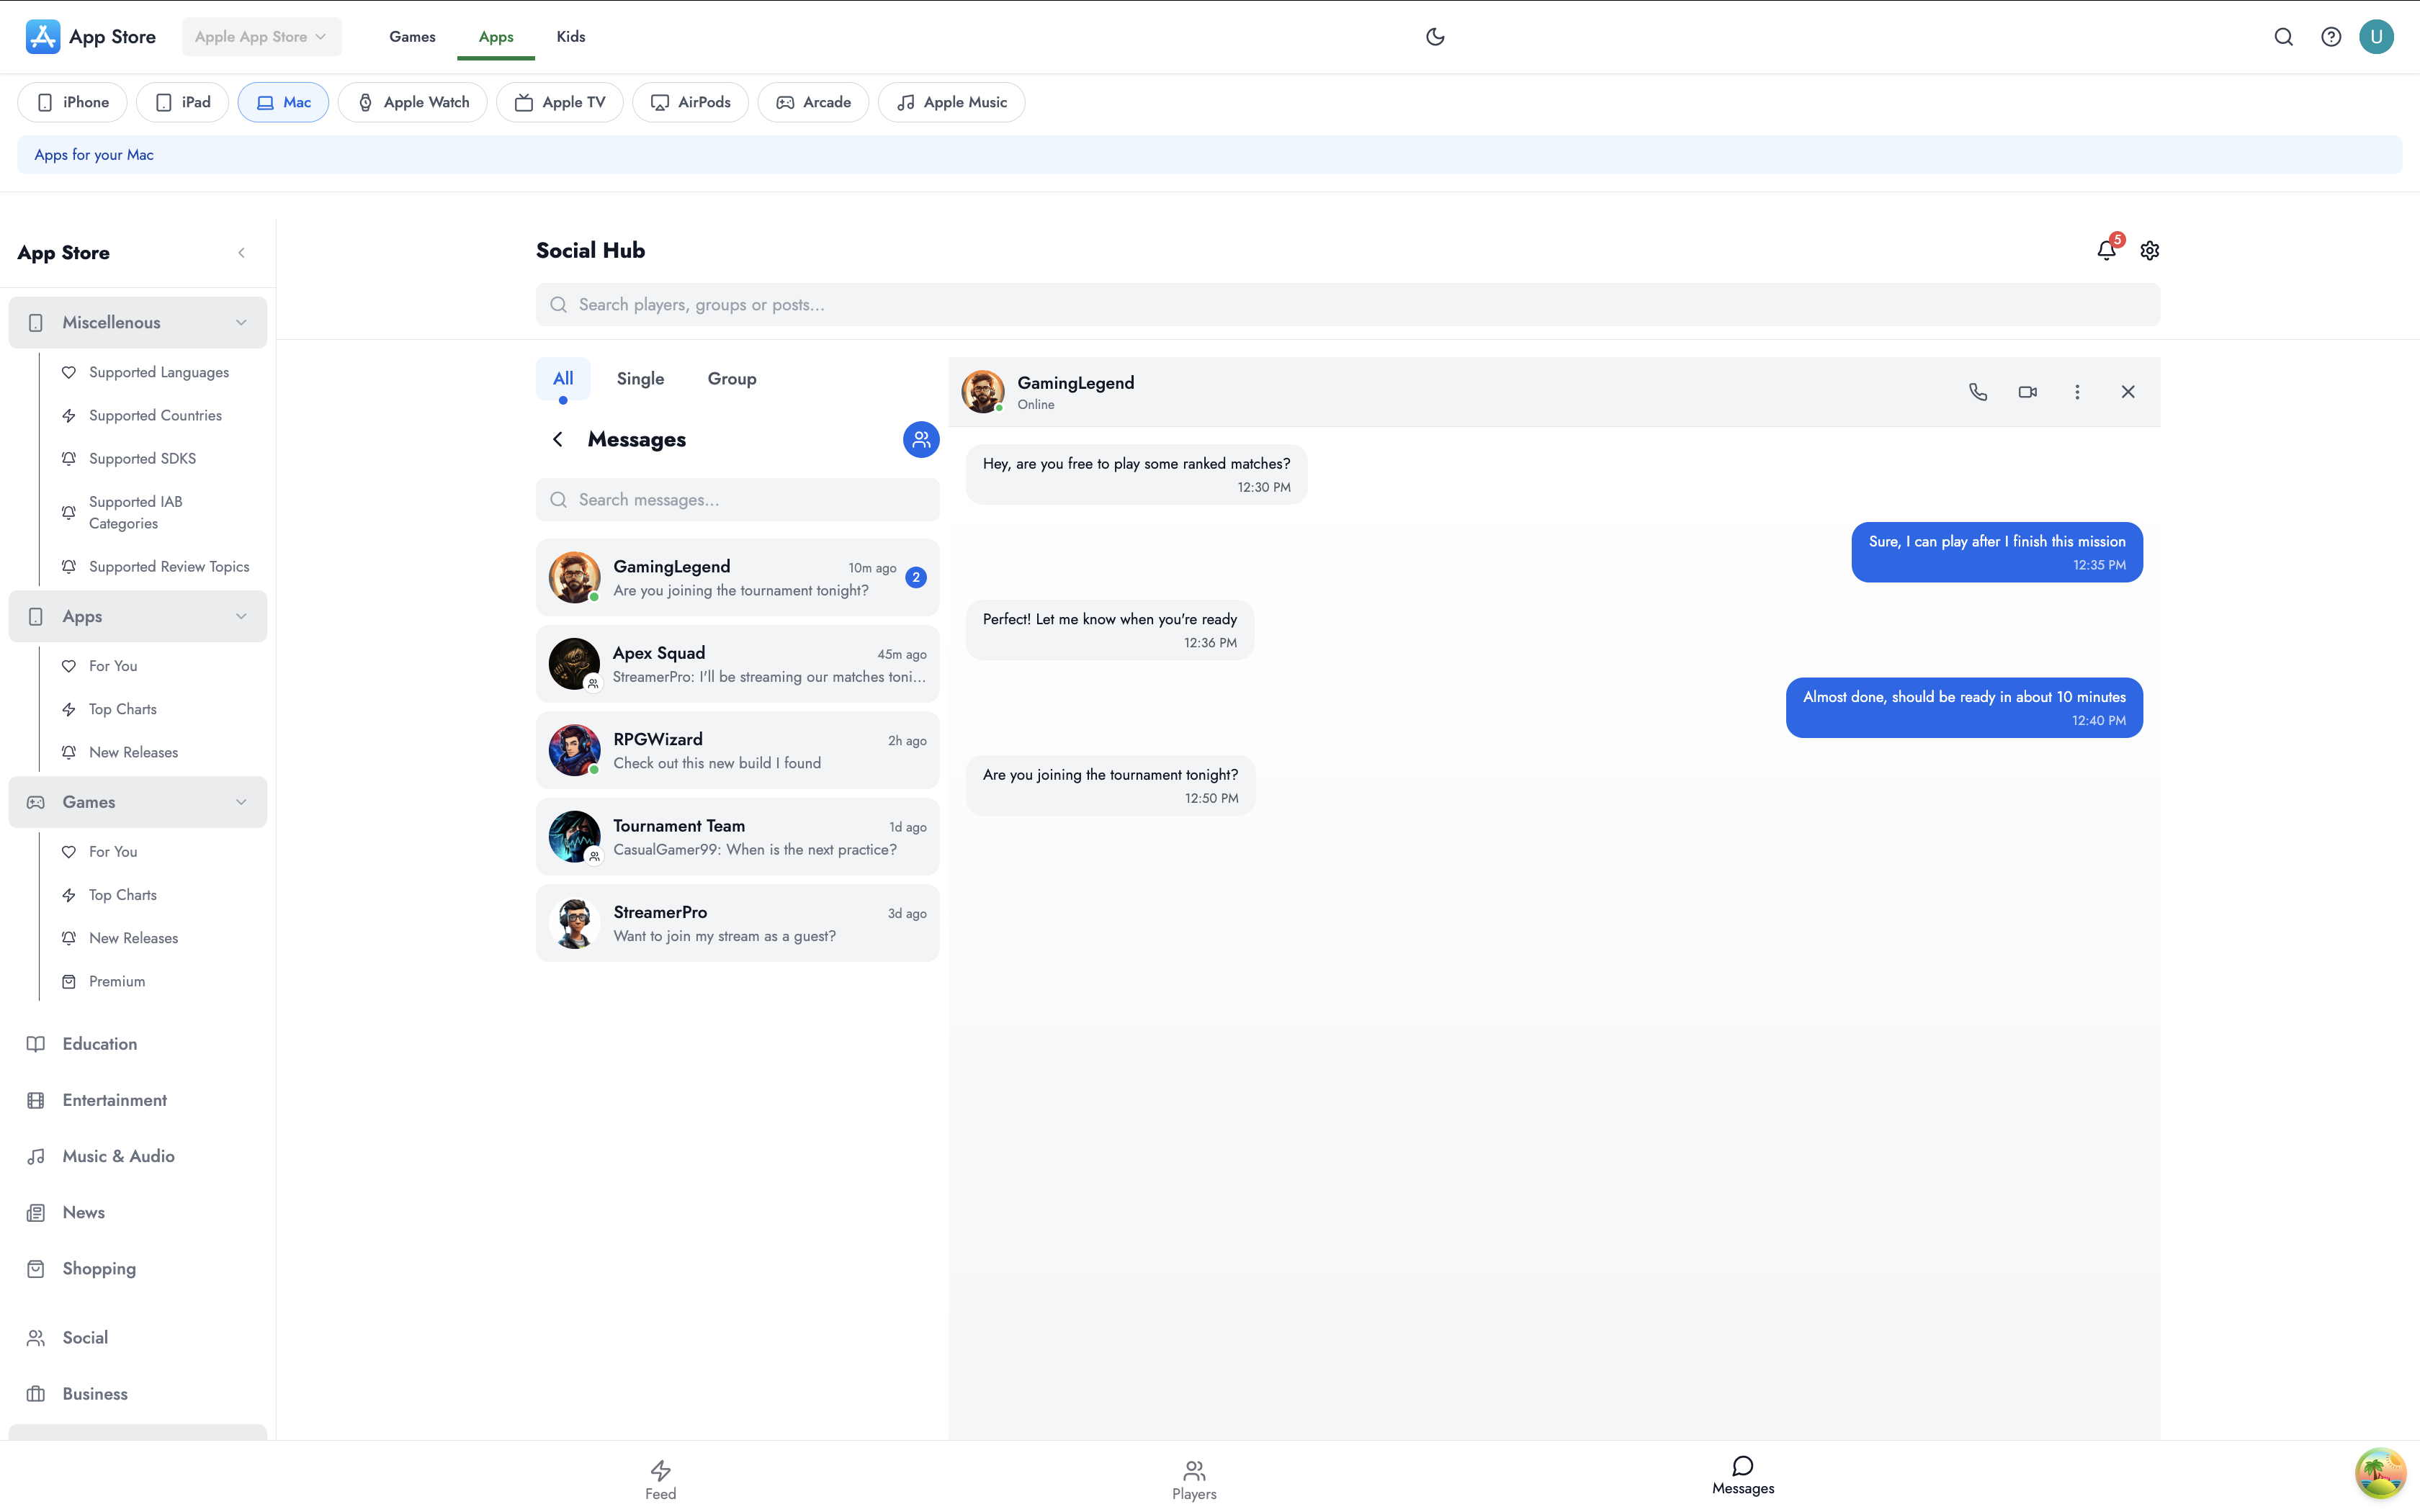 App Store
Apple App Store
Games
Apps
Kids
U
iPhone
iPad
Mac
Apple Watch
Apple TV
AirPods
Arcade
Apple Music
Apps for your Mac
App Store
Miscellenous
Supported Languages
Supported Countries
Supported SDKS
Supported IAB
Categories
Supported Review Topics
Apps
For You
Top Charts
New Releases
Games
For You
Top Charts
New Releases
Premium
Education
Entertainment
Music & Audio
News
Shopping
Social
Business
Social Hub
5
Search players, groups or posts...
All
Single
Group
Messages
Search messages...
GamingLegend
10m ago
Are you joining the tournament tonight?
2
Apex Squad
45m ago
StreamerPro: I'll be streaming our matches toni...
RPGWizard
2h ago
Check out this new build I found
Tournament Team
1d ago
CasualGamer99: When is the next practice?
StreamerPro
3d ago
Want to join my stream as a guest?
GamingLegend
Online
Hey, are you free to play some ranked matches?
12:30 PM
Sure, I can play after I finish this mission
12:35 PM
Perfect! Let me know when you're ready
12:36 PM
Almost done, should be ready in about 10 minutes
12:40 PM
Are you joining the tournament tonight?
12:50 PM
Feed
Players
Messages